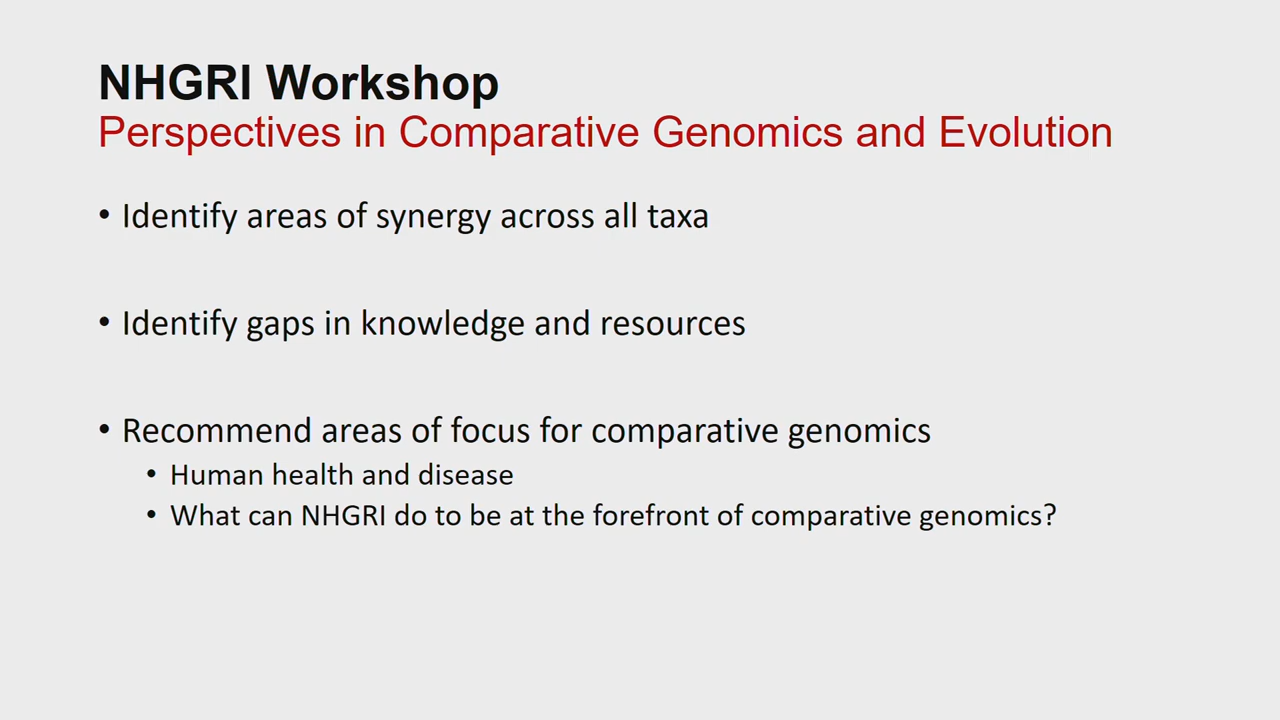 NHGRI Workshop
Perspectives in Comparative Genomics and Evolution
• Identify areas of synergy across all taxa
• Identify gaps in knowledge and resources
• Recommend areas of focus for comparative genomics
• Human health and disease
• What can NHGRI do to be at the forefront of comparative genomics?